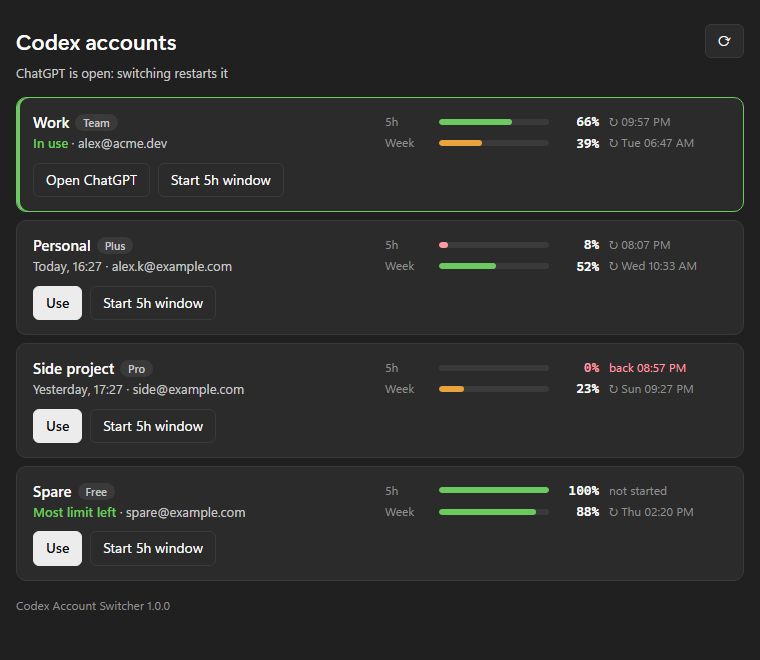 Codex accounts
⟳
ChatGPT is open: switching restarts it
Work Team 5h 66% ↻ 09:57 PM
In use · alex@acme.dev Week 39% ↻ Tue 06:47 AM
Open ChatGPT Start 5h window
Personal Plus 5h 8% ↻ 08:07 PM
Today, 16:27 · alex.k@example.com Week 52% ↻ Wed 10:33 AM
Use Start 5h window
Side project Pro 5h 0% back 08:57 PM
Yesterday, 17:27 · side@example.com Week 23% ↻ Sun 09:27 PM
Use Start 5h window
Spare Free 5h 100% not started
Most limit left · spare@example.com Week 88% ↻ Thu 02:20 PM
Use Start 5h window
Codex Account Switcher 1.0.0